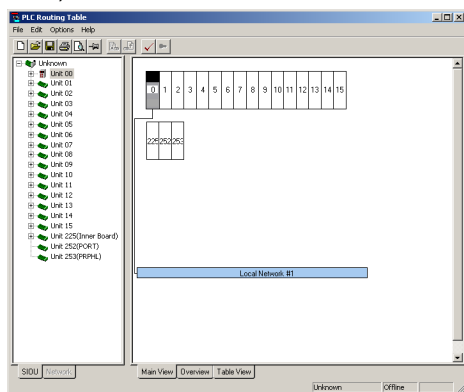 PLC Routing Table
File Edit Options Help
Unknown
Unit 00
Unit 01
Unit 02
Unit 03
Unit 04
Unit 05
Unit 06
Unit 07
Unit 08
Unit 09
Unit 10
Unit 11
Unit 12
Unit 13
Unit 14
Unit 15
Unit 225(Inner Board)
Unit 252(PORT)
Unit 253(PRPHL)
0 1 2 3 4 5 6 7 8 9 10 11 12 13 14 15
225 252 253
Local Network #1
SIOU Network
Main View Overview Table View
Unknown Offline